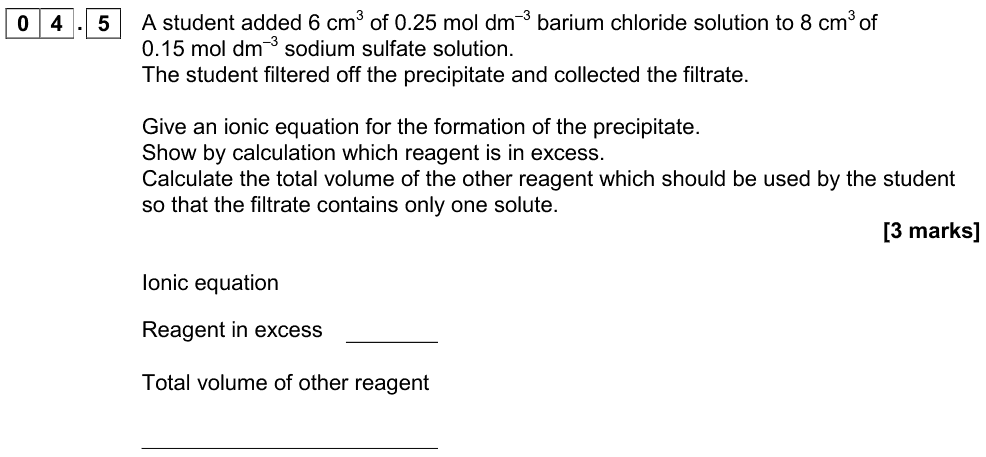 0 4 . 5 A student added 6 cm³ of 0.25 mol dm⁻³ barium chloride solution to 8 cm³ of
0.15 mol dm⁻³ sodium sulfate solution.
The student filtered off the precipitate and collected the filtrate.
Give an ionic equation for the formation of the precipitate.
Show by calculation which reagent is in excess.
Calculate the total volume of the other reagent which should be used by the student
so that the filtrate contains only one solute.
[3 marks]
Ionic equation
Reagent in excess
Total volume of other reagent